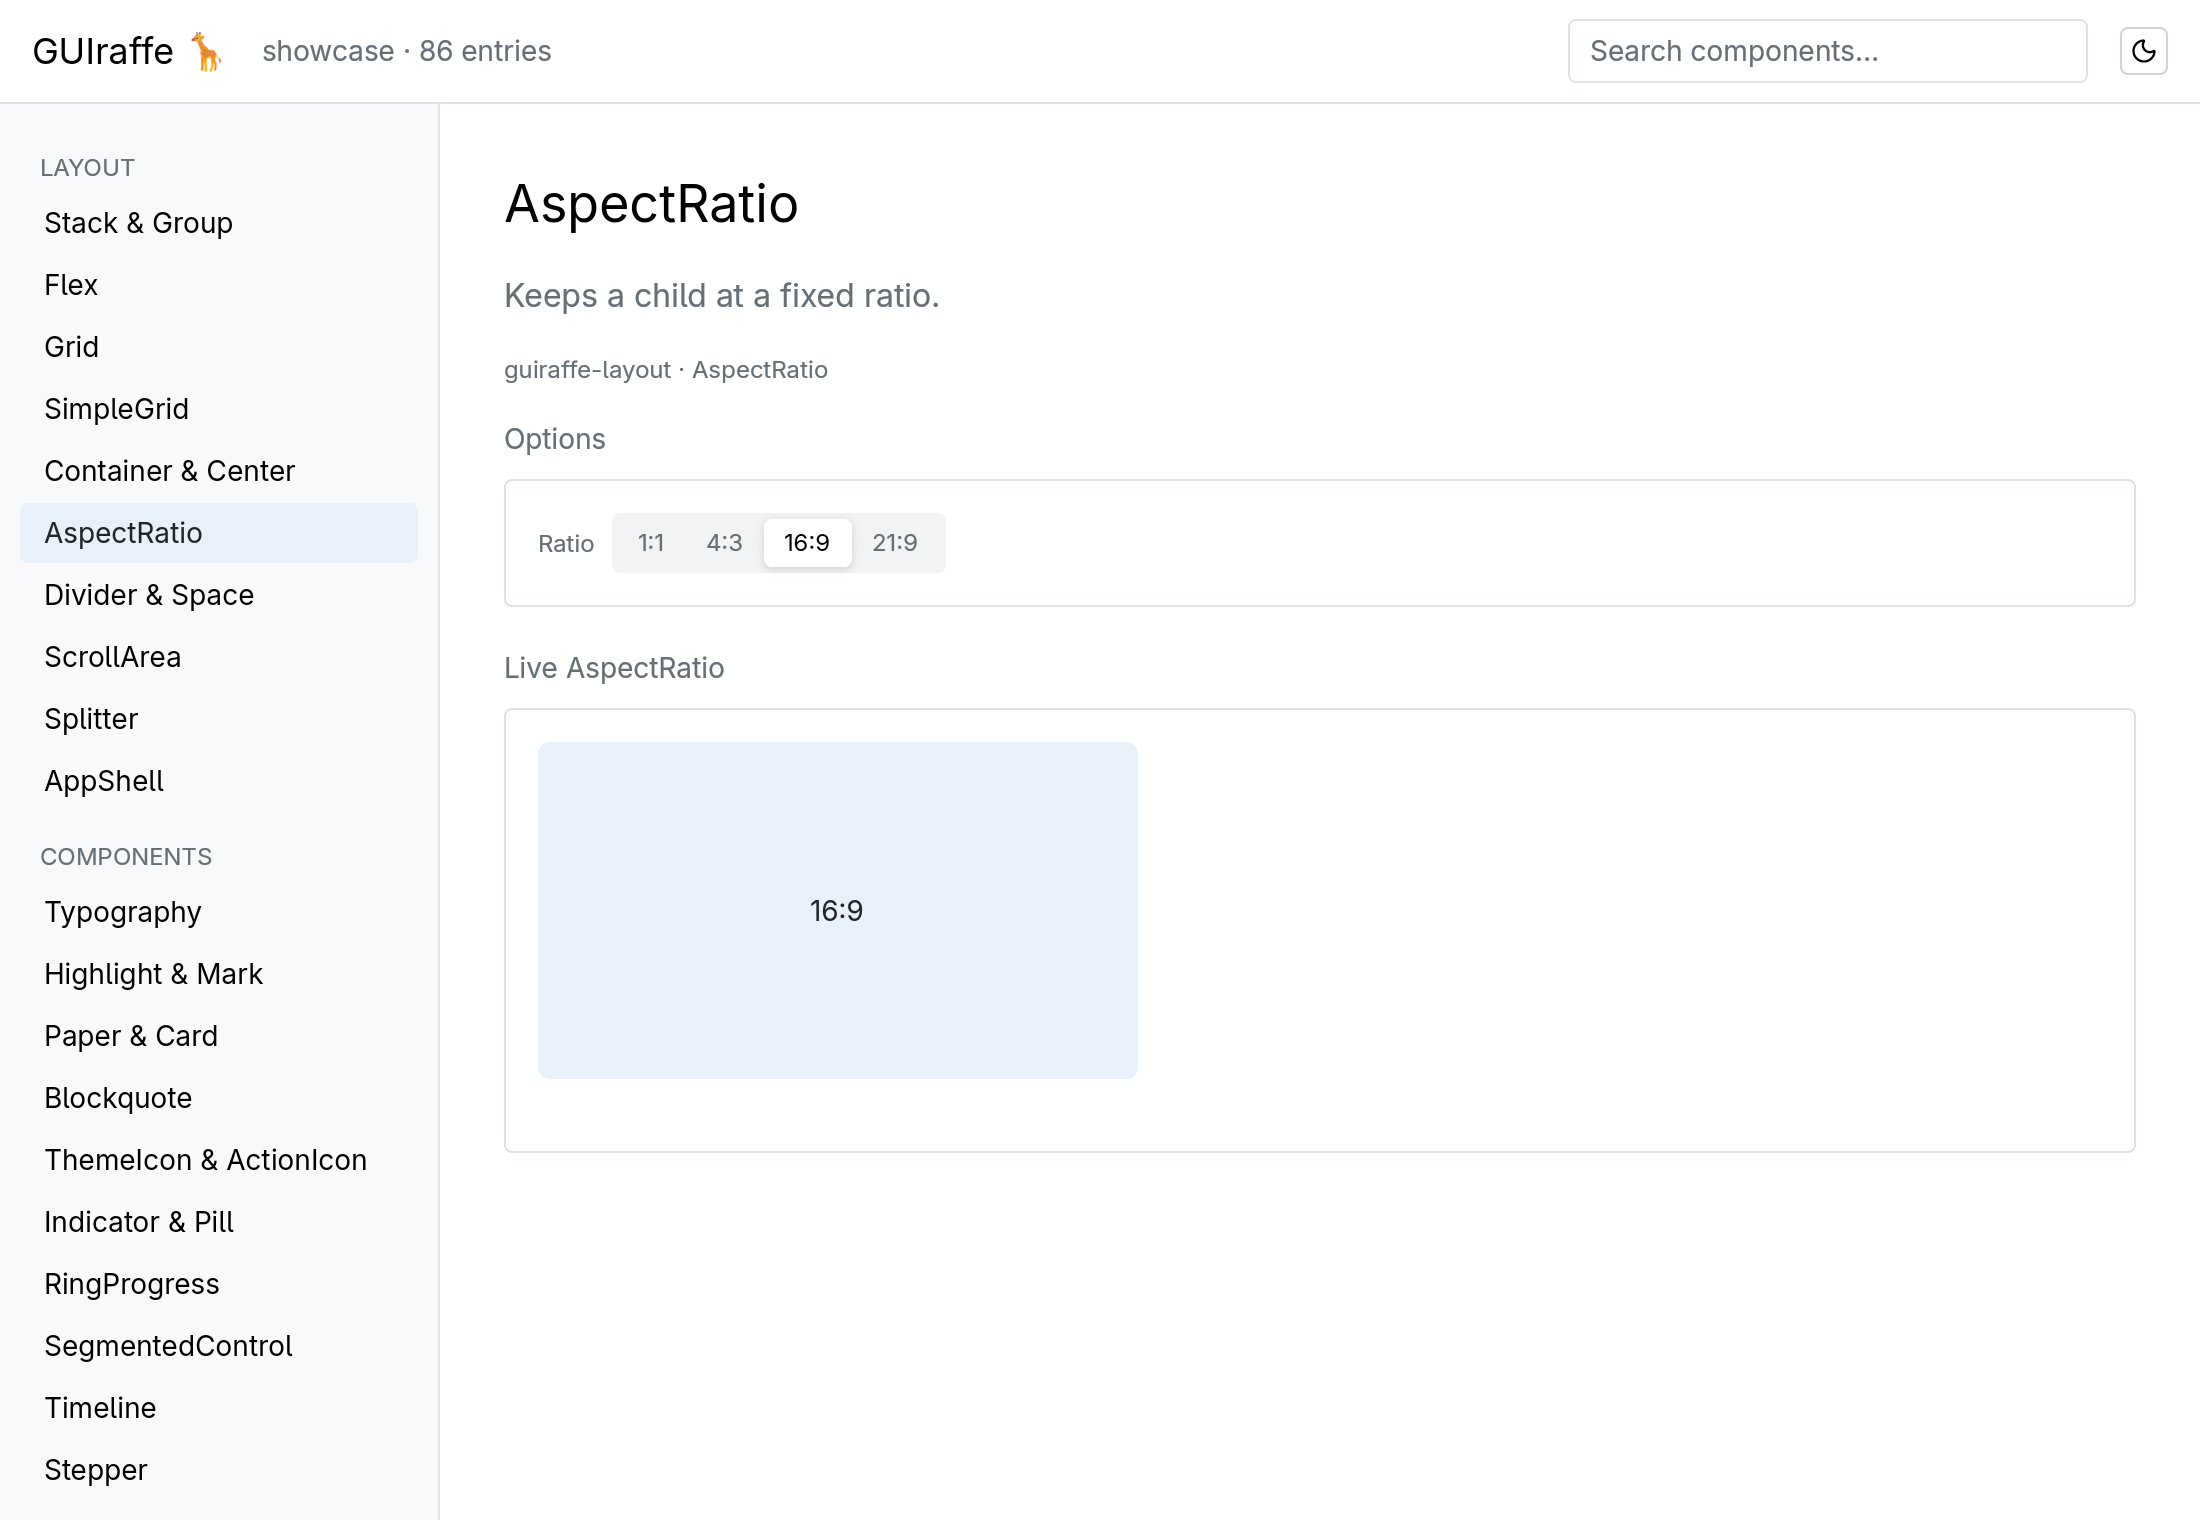 GUIraffe 🦒 showcase · 86 entries Search components...
LAYOUT
Stack & Group
Flex
Grid
SimpleGrid
Container & Center
AspectRatio
Divider & Space
ScrollArea
Splitter
AppShell
COMPONENTS
Typography
Highlight & Mark
Paper & Card
Blockquote
ThemeIcon & ActionIcon
Indicator & Pill
RingProgress
SegmentedControl
Timeline
Stepper
AspectRatio
Keeps a child at a fixed ratio.
guiraffe-layout · AspectRatio
Options
Ratio 1:1 4:3 16:9 21:9
Live AspectRatio
16:9